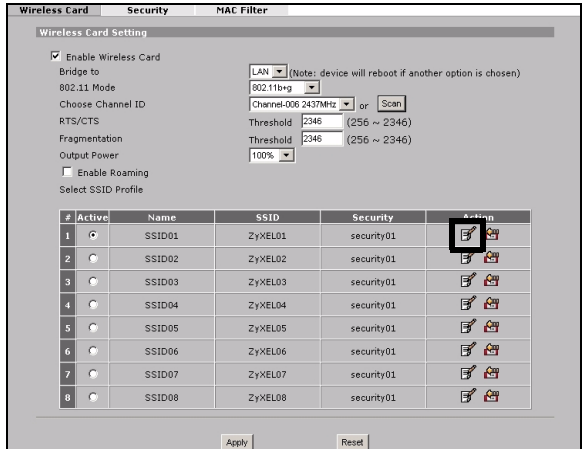 Wireless Card Security MAC Filter
Wireless Card Setting
Enable Wireless Card
Bridge to LAN (Note: device will reboot if another option is chosen)
802.11 Mode 802.11b+g
Choose Channel ID Channel-006 2437MHz or Scan
RTS/CTS Threshold 2346 (256 ~ 2346)
Fragmentation Threshold 2346 (256 ~ 2346)
Output Power 100%
Enable Roaming
Select SSID Profile
# Active Name SSID Security Action
1 SSID01 ZyXEL01 security01
2 SSID02 ZyXEL02 security01
3 SSID03 ZyXEL03 security01
4 SSID04 ZyXEL04 security01
5 SSID05 ZyXEL05 security01
6 SSID06 ZyXEL06 security01
7 SSID07 ZyXEL07 security01
8 SSID08 ZyXEL08 security01
Apply Reset